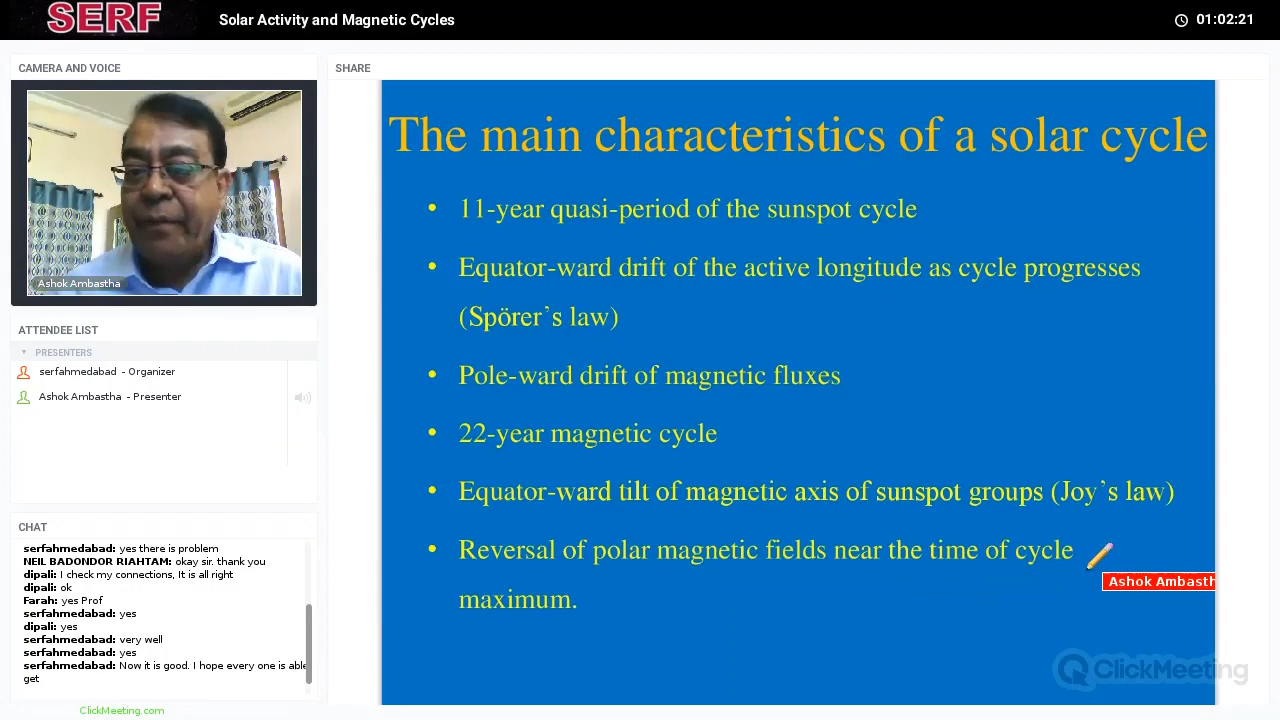 SERF
Solar Activity and Magnetic Cycles
01:02:21
CAMERA AND VOICE
Ashok Ambastha
ATTENDEE LIST
PRESENTERS
serfahmedabad - Organizer
Ashok Ambastha - Presenter
CHAT
serfahmedabad: yes there is problem
NEIL BADONDOR RIAHTAM: okay sir. thank you
dipali: I check my connections, It is all right
dipali: ok
Farah: yes Prof
serfahmedabad: yes
dipali: yes
serfahmedabad: very well
serfahmedabad: yes
serfahmedabad: Now it is good. I hope every one is able
get
ClickMeeting.com
SHARE
The main characteristics of a solar cycle
• 11-year quasi-period of the sunspot cycle
• Equator-ward drift of the active longitude as cycle progresses
(Spörer’s law)
• Pole-ward drift of magnetic fluxes
• 22-year magnetic cycle
• Equator-ward tilt of magnetic axis of sunspot groups (Joy’s law)
• Reversal of polar magnetic fields near the time of cycle
maximum.
Ashok Ambasth
ClickMeeting